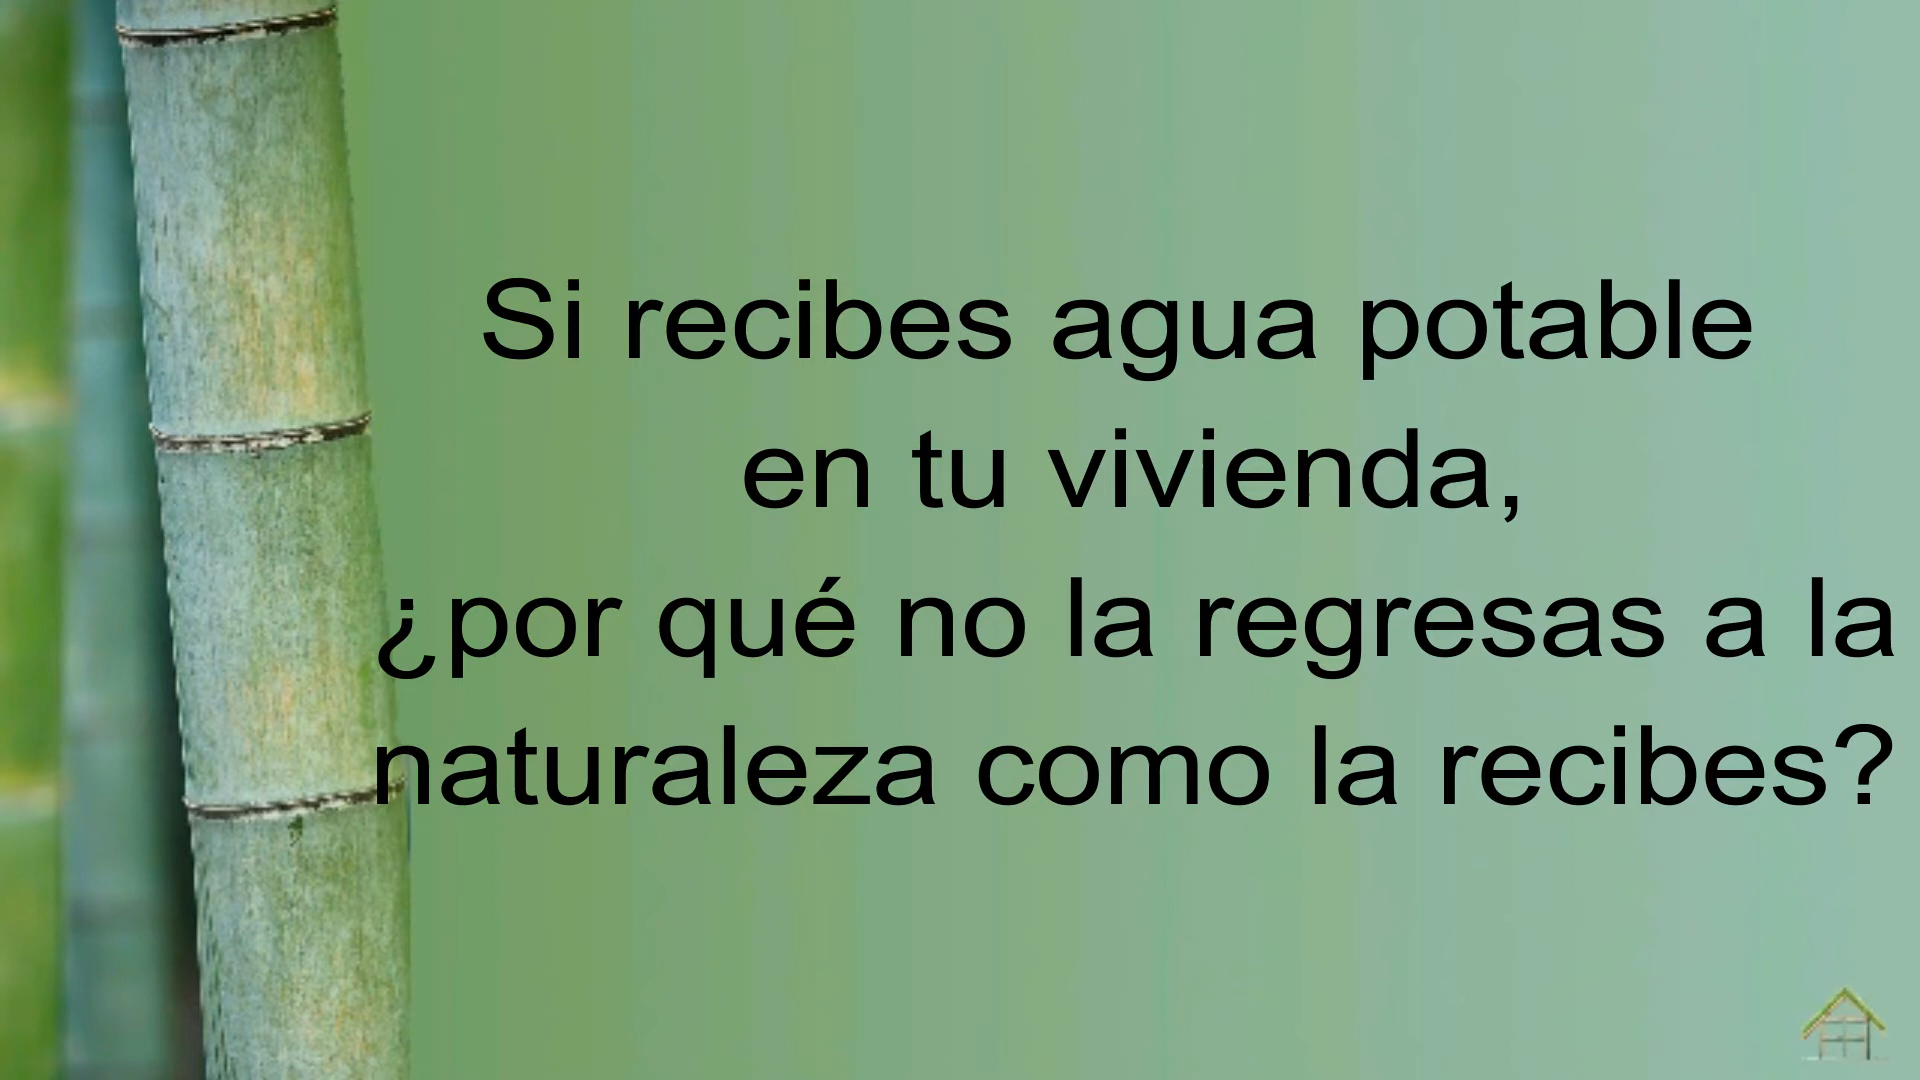 Si recibes agua potable
en tu vivienda,
¿por qué no la regresas a la
naturaleza como la recibes?